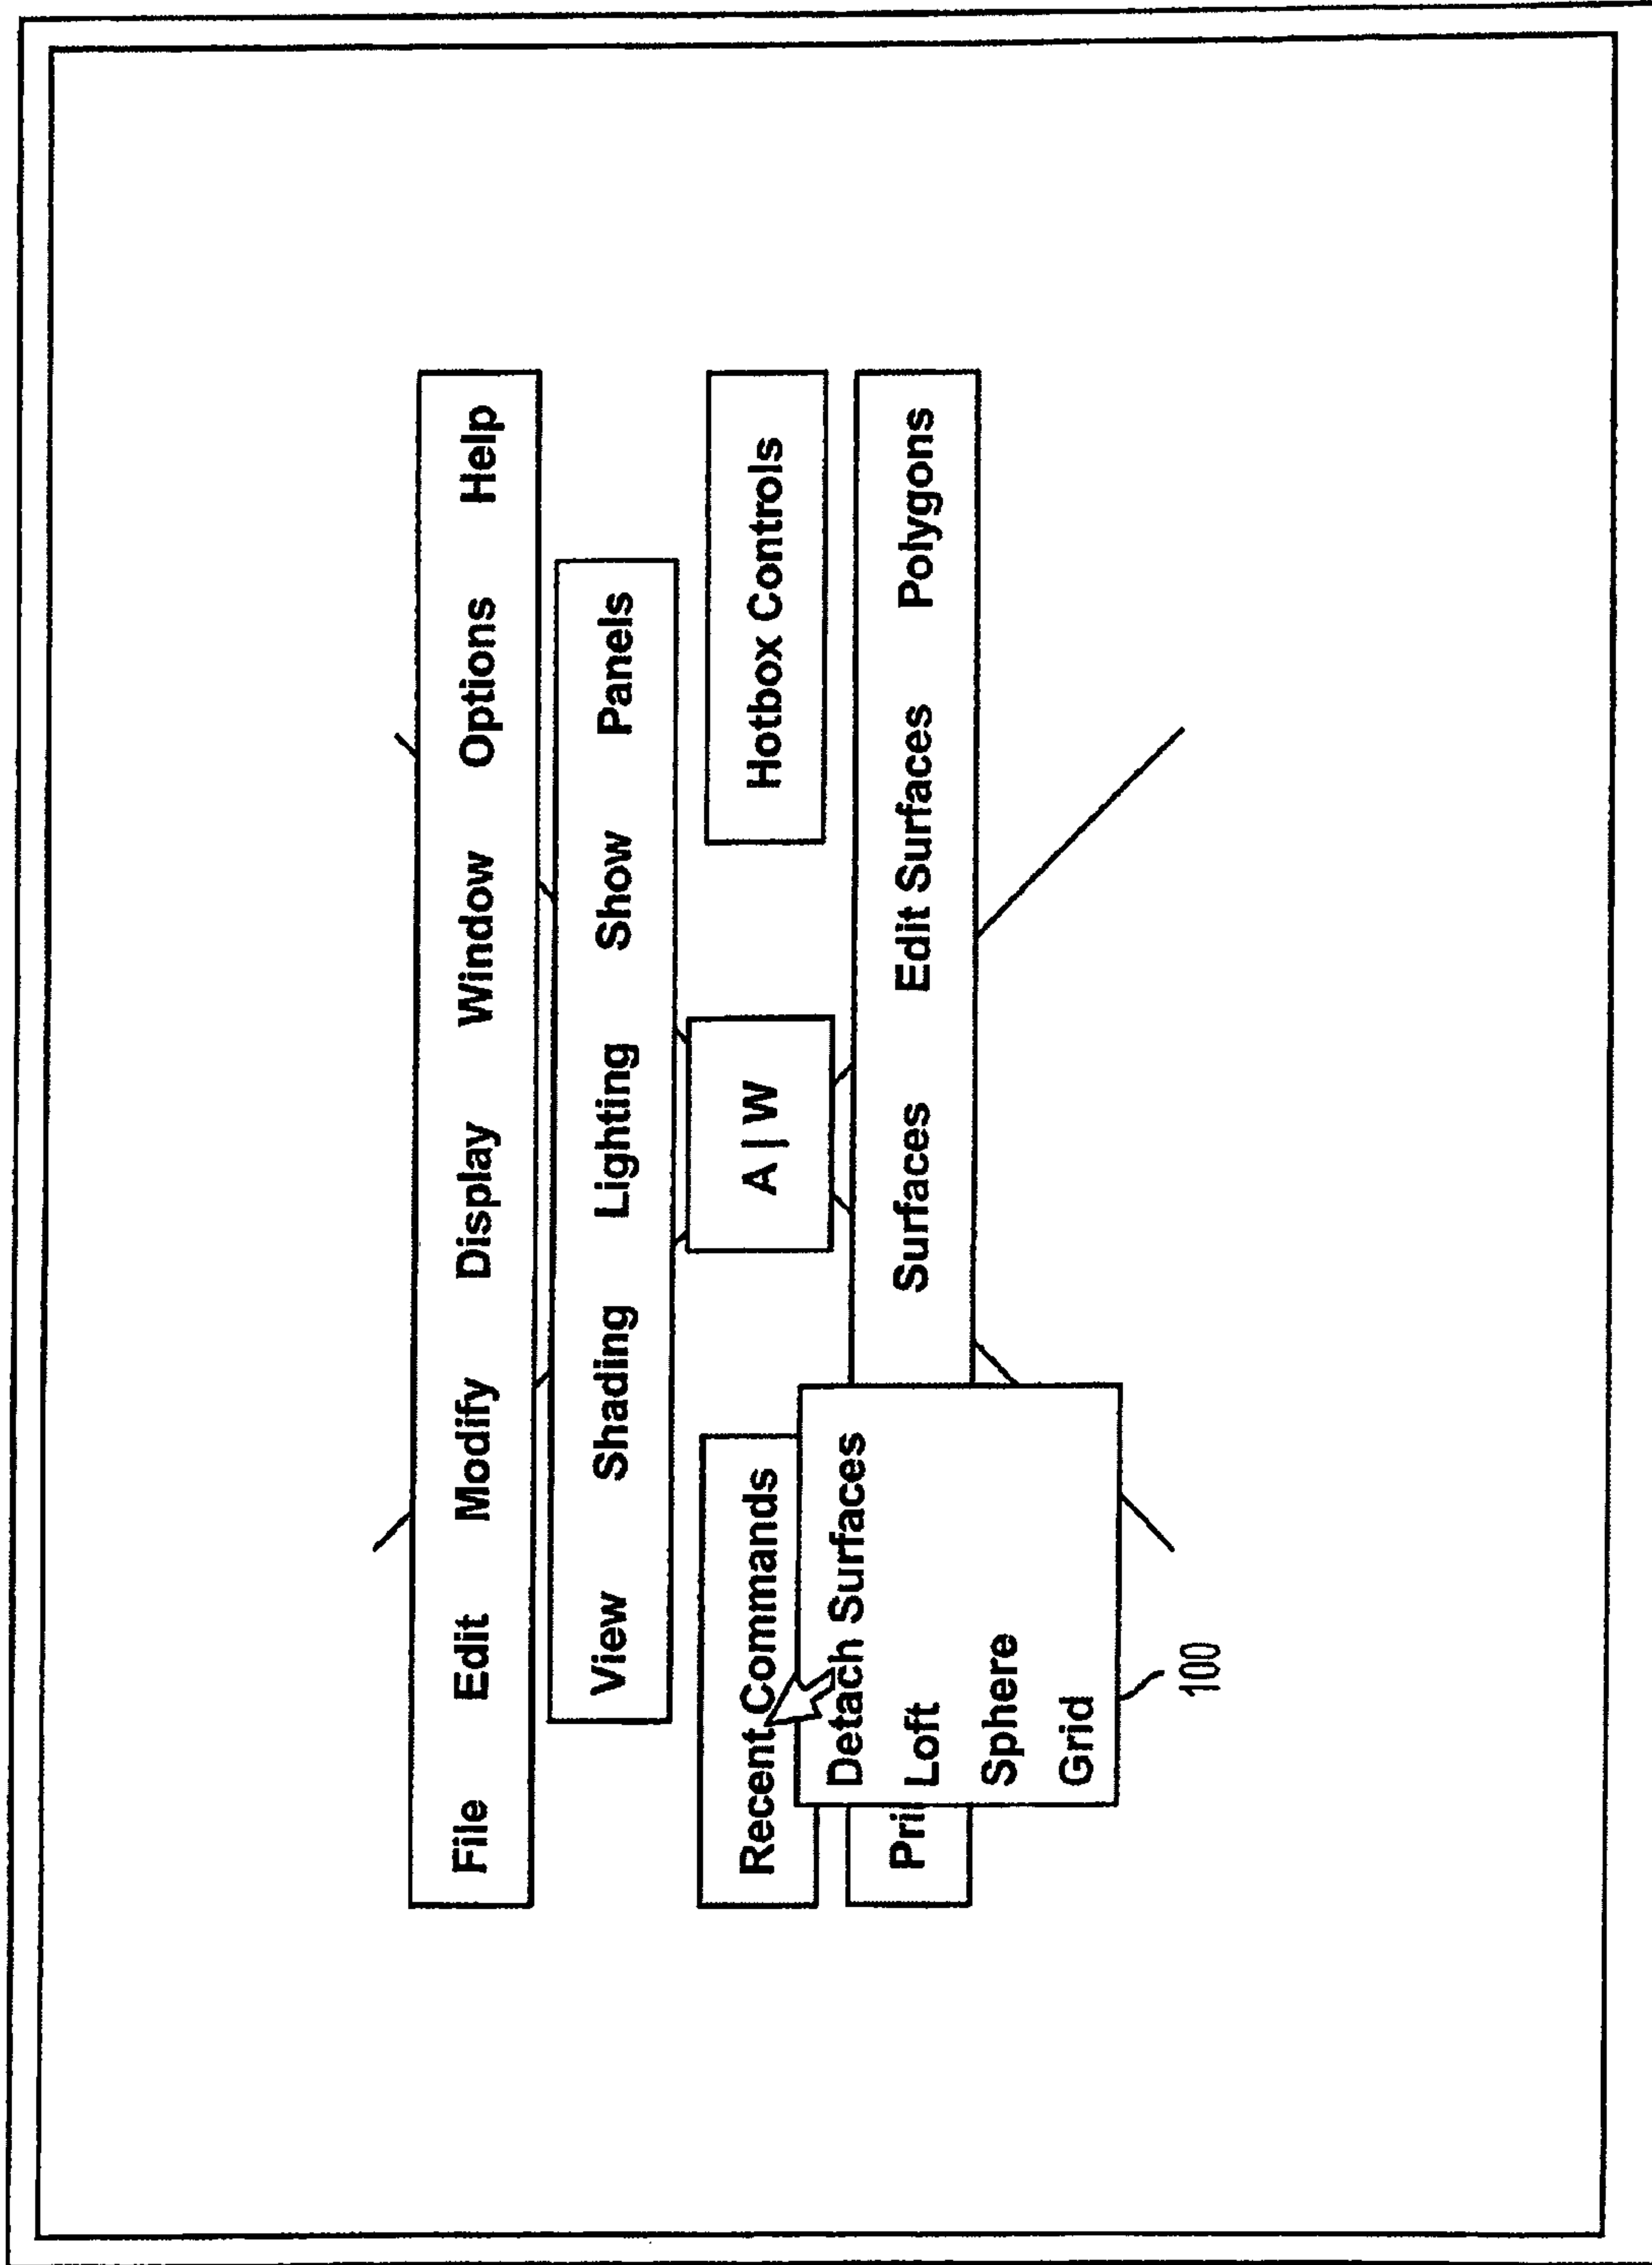 File Edit Modify Display Window Options Help
View Shading Lighting Show Panels
Recent Commands A|W Hotbox Controls
Pri Surfaces Edit Surfaces Polygons
Detach Surfaces
Loft
Sphere
Grid
100